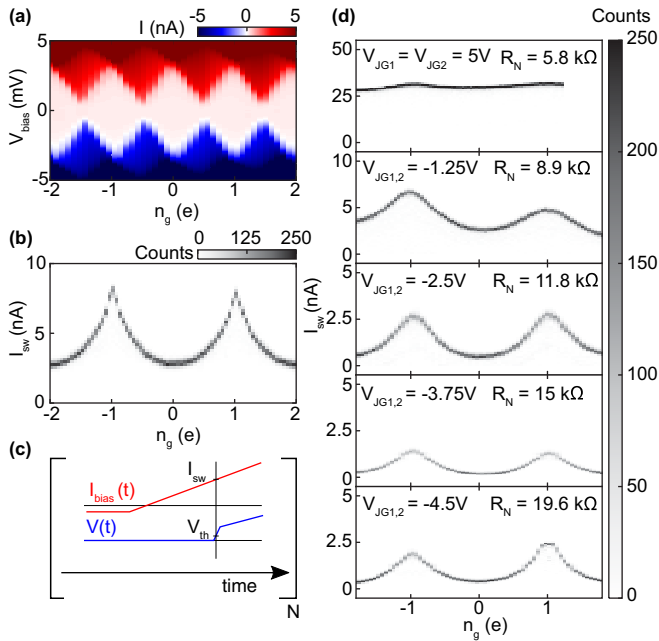 (a)
I (nA)
-5 0 5
V_bias (mV)
5
0
-5
-2 -1 0 1 2
n_g (e)
(b)
Counts
0 125 250
I_sw (nA)
10
5
0
-2 -1 0 1 2
n_g (e)
(c)
I_sw
I_bias (t)
V(t)
V_th
time
N
(d)
V_JG1 = V_JG2 = 5V R_N = 5.8 kΩ
50
25
0
V_JG1,2 = -1.25V R_N = 8.9 kΩ
10
5
0
V_JG1,2 = -2.5V R_N = 11.8 kΩ
5
2.5
0
I_sw (nA)
V_JG1,2 = -3.75V R_N = 15 kΩ
5
2.5
0
V_JG1,2 = -4.5V R_N = 19.6 kΩ
5
2.5
0
-1 0 1
n_g (e)
Counts
250
200
150
100
50
0